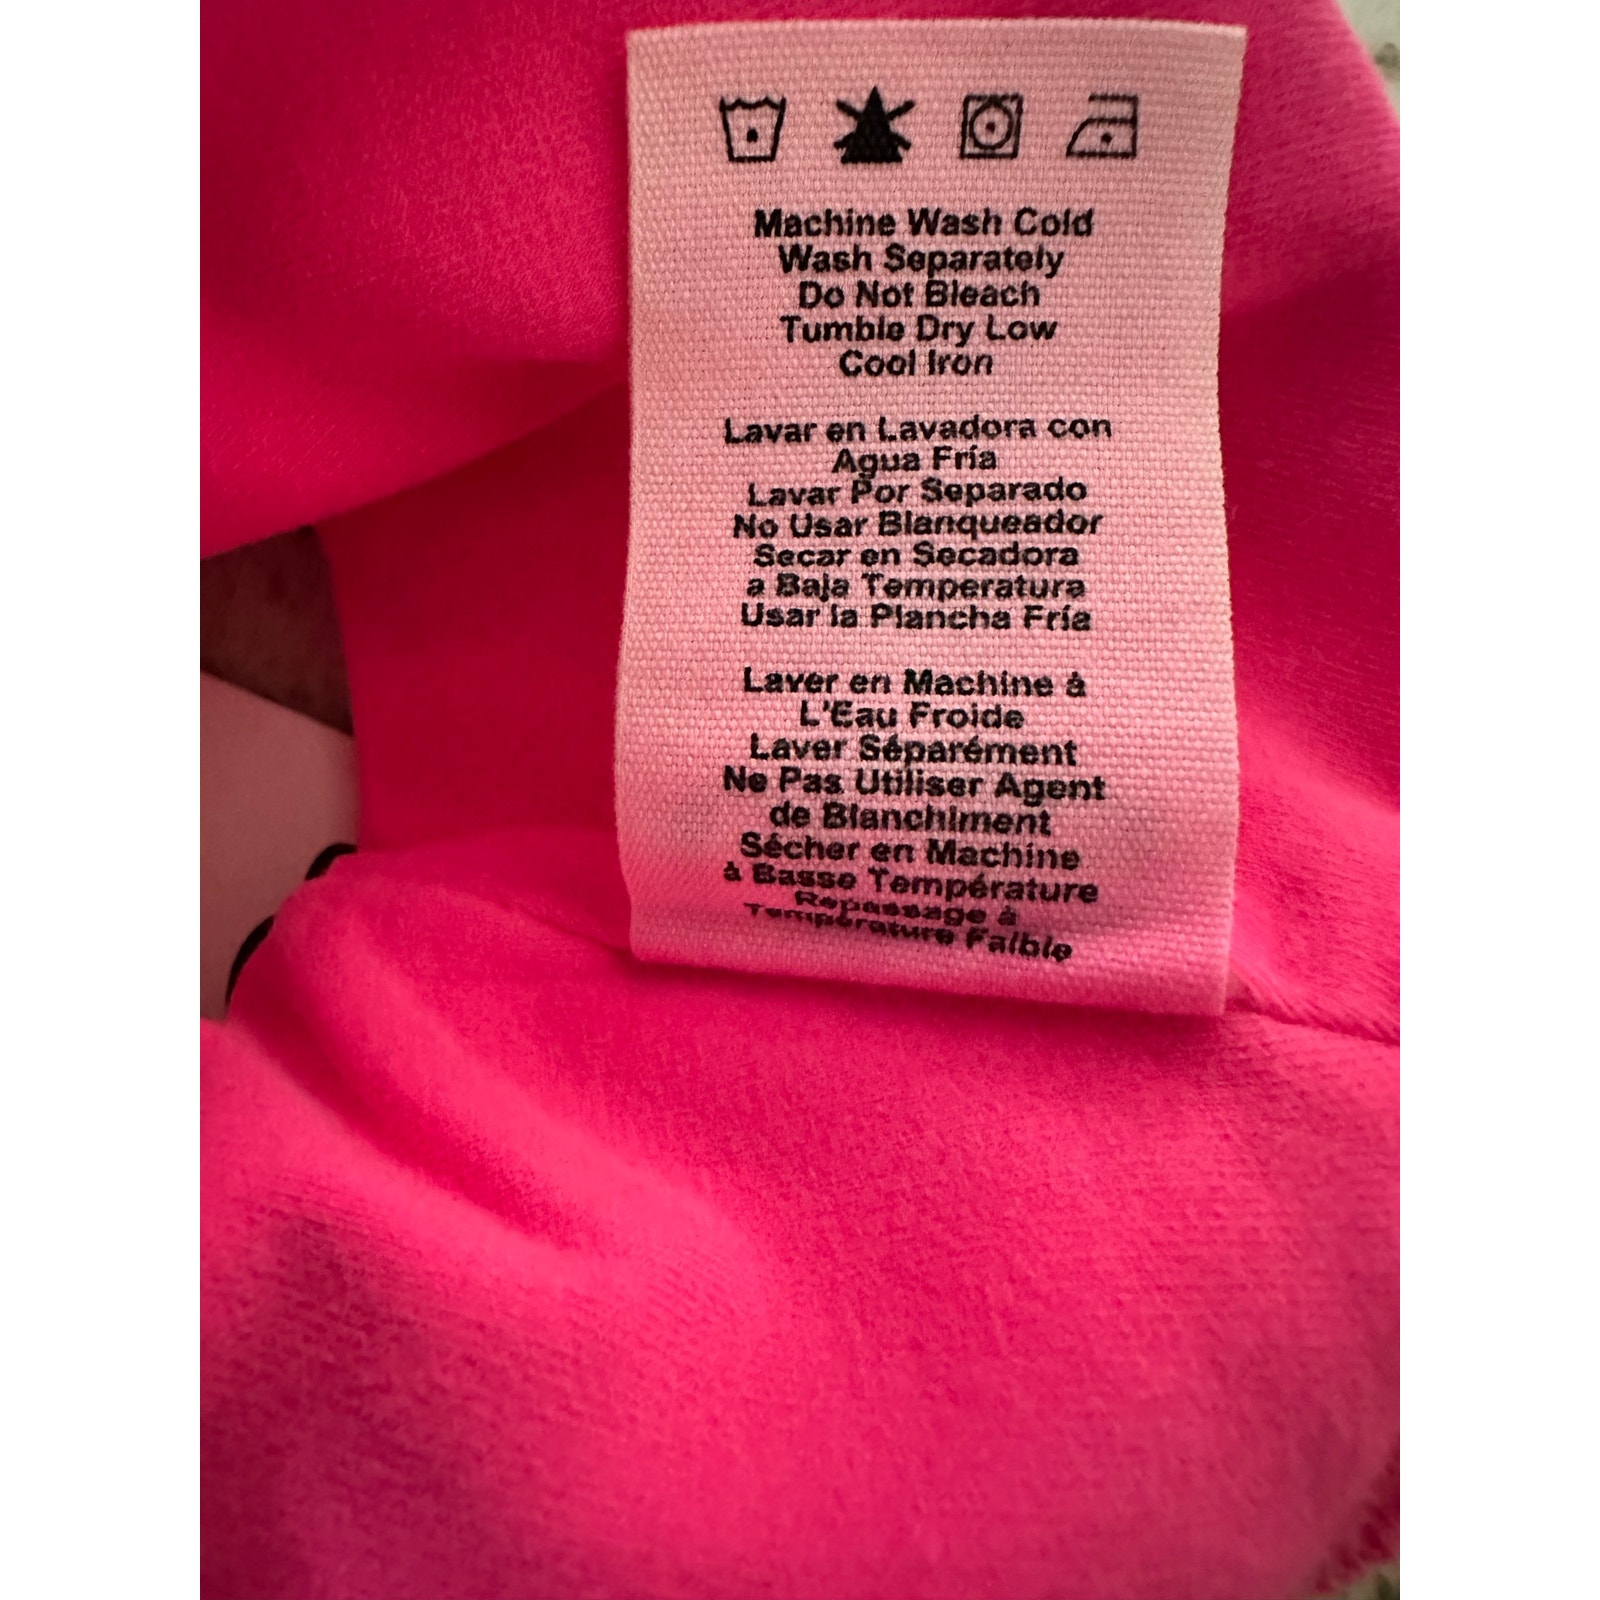 Machine Wash Cold
Wash Separately
Do Not Bleach
Tumble Dry Low
Cool Iron
Lavar en Lavadora con
Agua Fría
Lavar Por Separado
No Usar Blanqueador
Secar en Secadora
a Baja Temperatura
Usar la Plancha Fría
Laver en Machine à
L'Eau Froide
Laver Séparément
Ne Pas Utiliser Agent
de Blanchiment
Sécher en Machine
à Basse Température
Repassage à
Température Faible